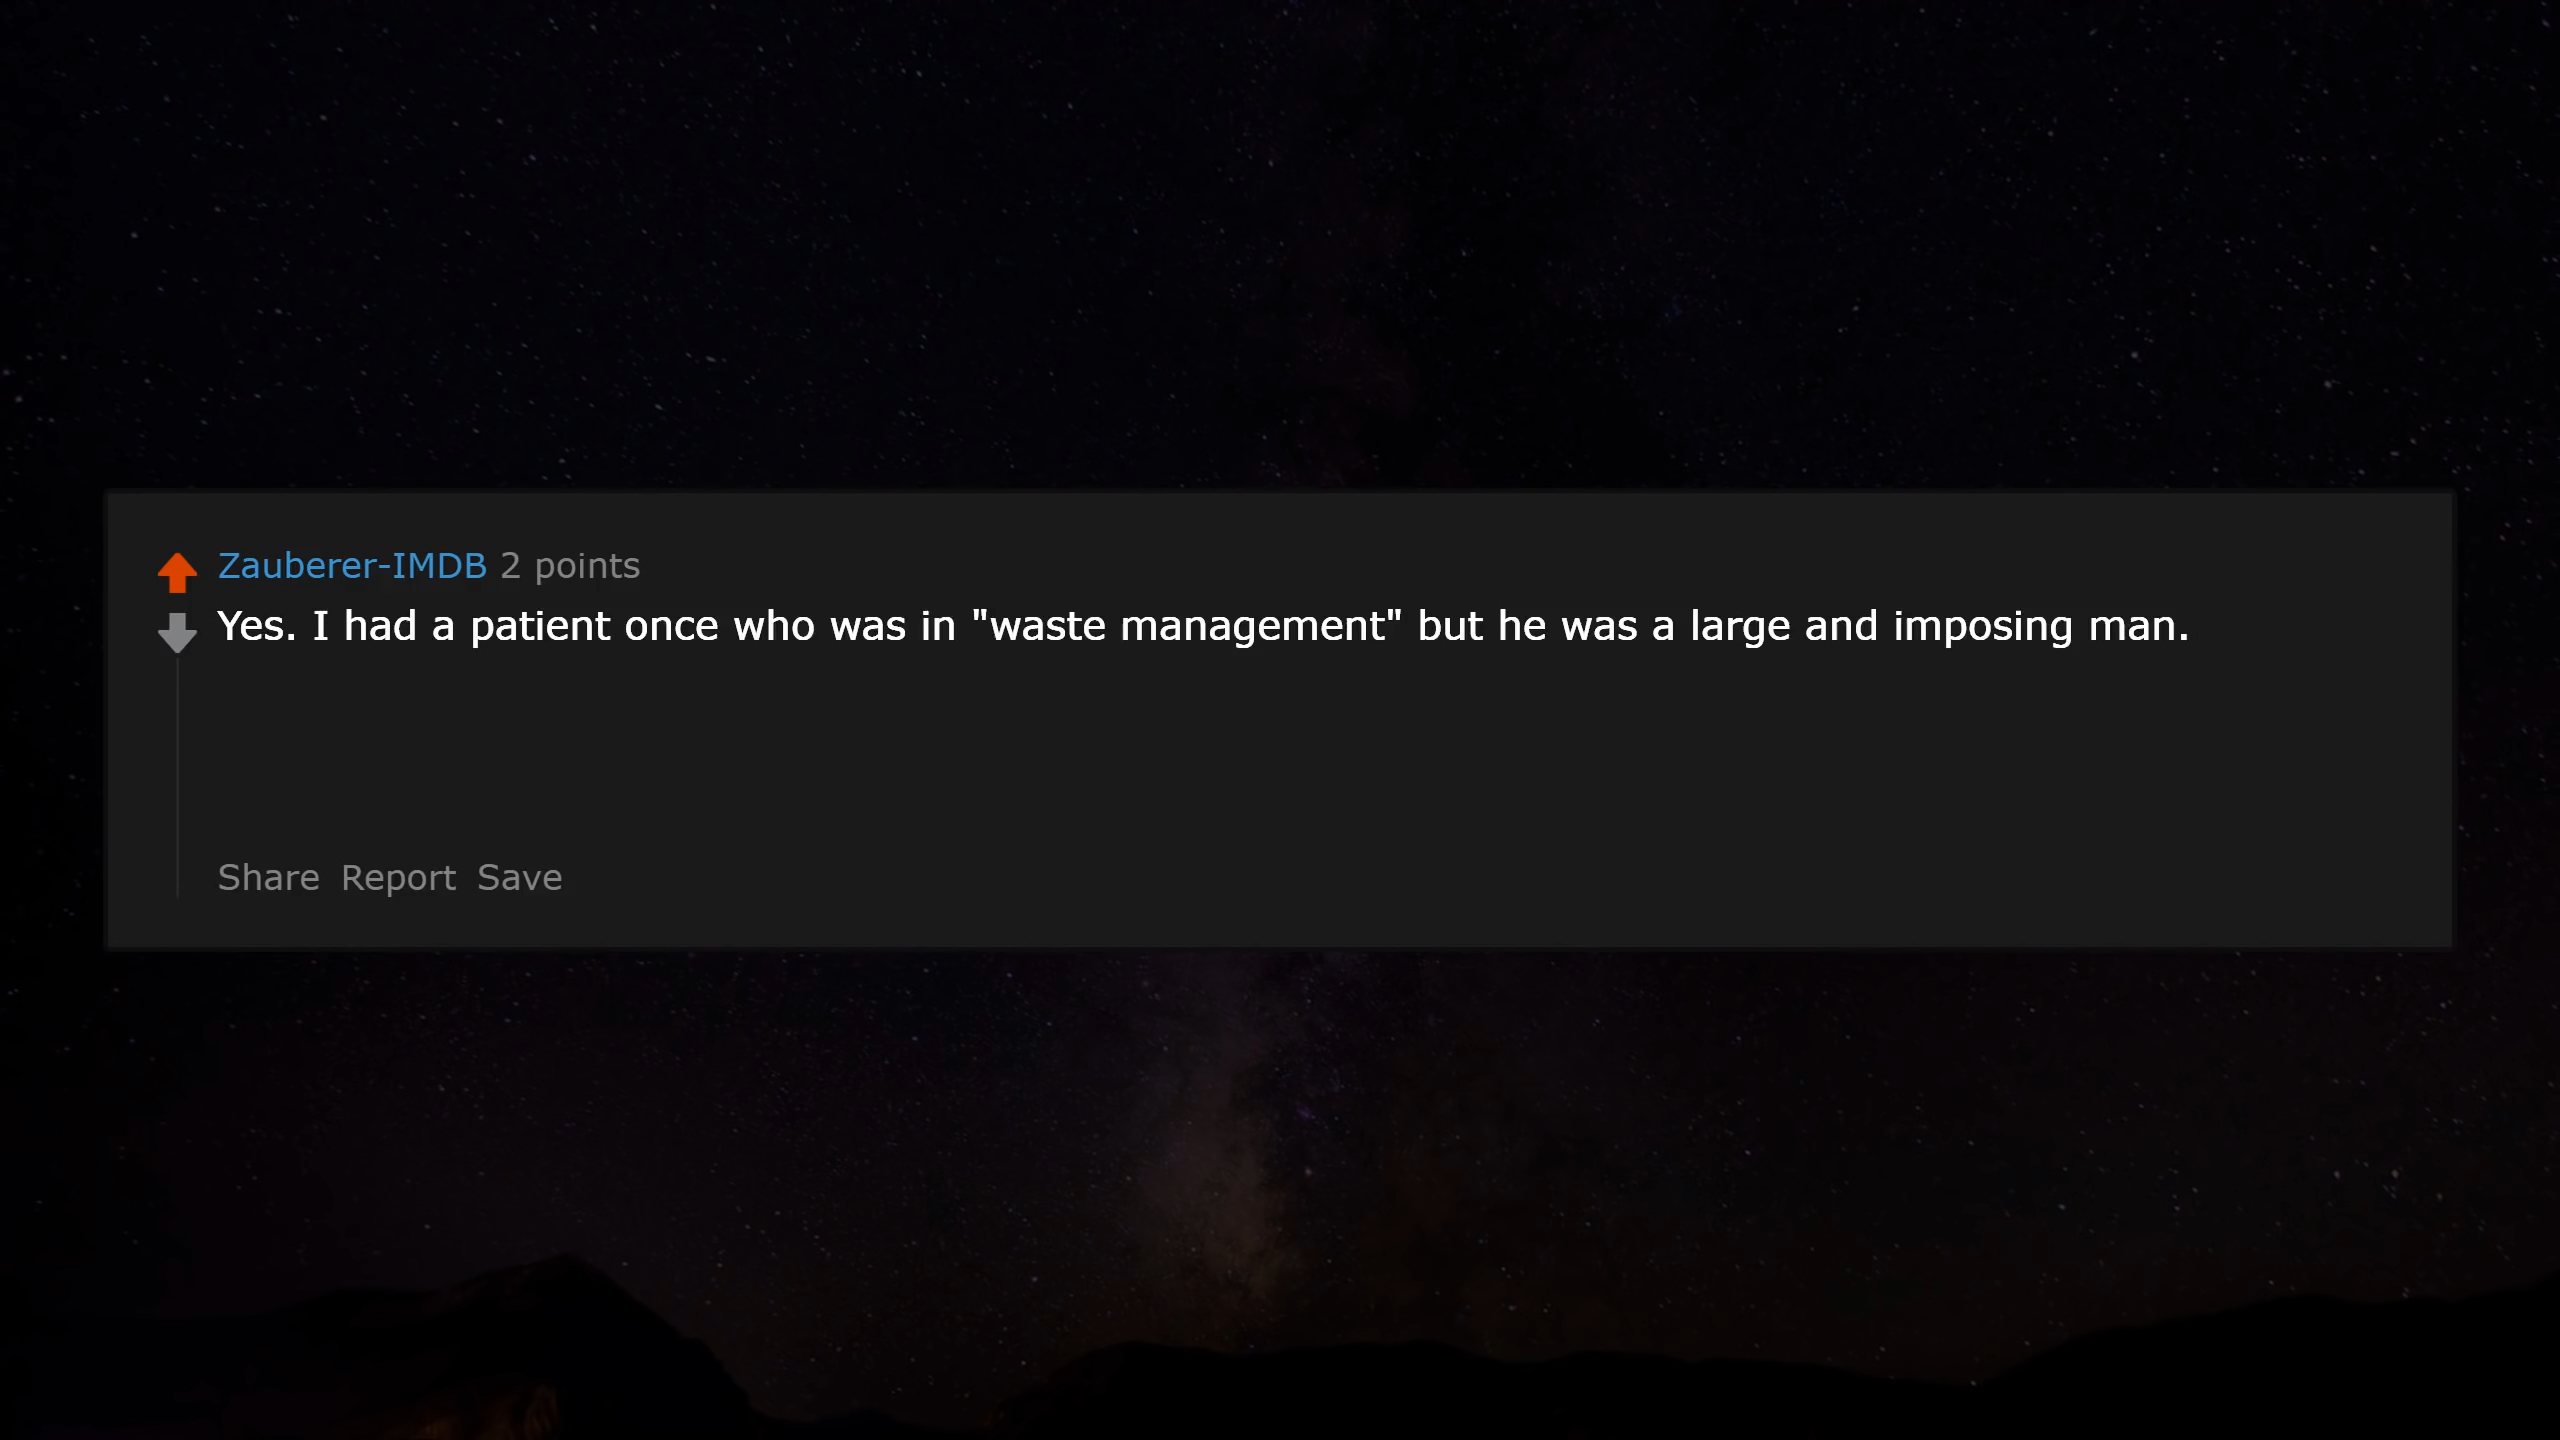 Zauberer-IMDB 2 points
Yes. I had a patient once who was in "waste management" but he was a large and imposing man.
Share Report Save